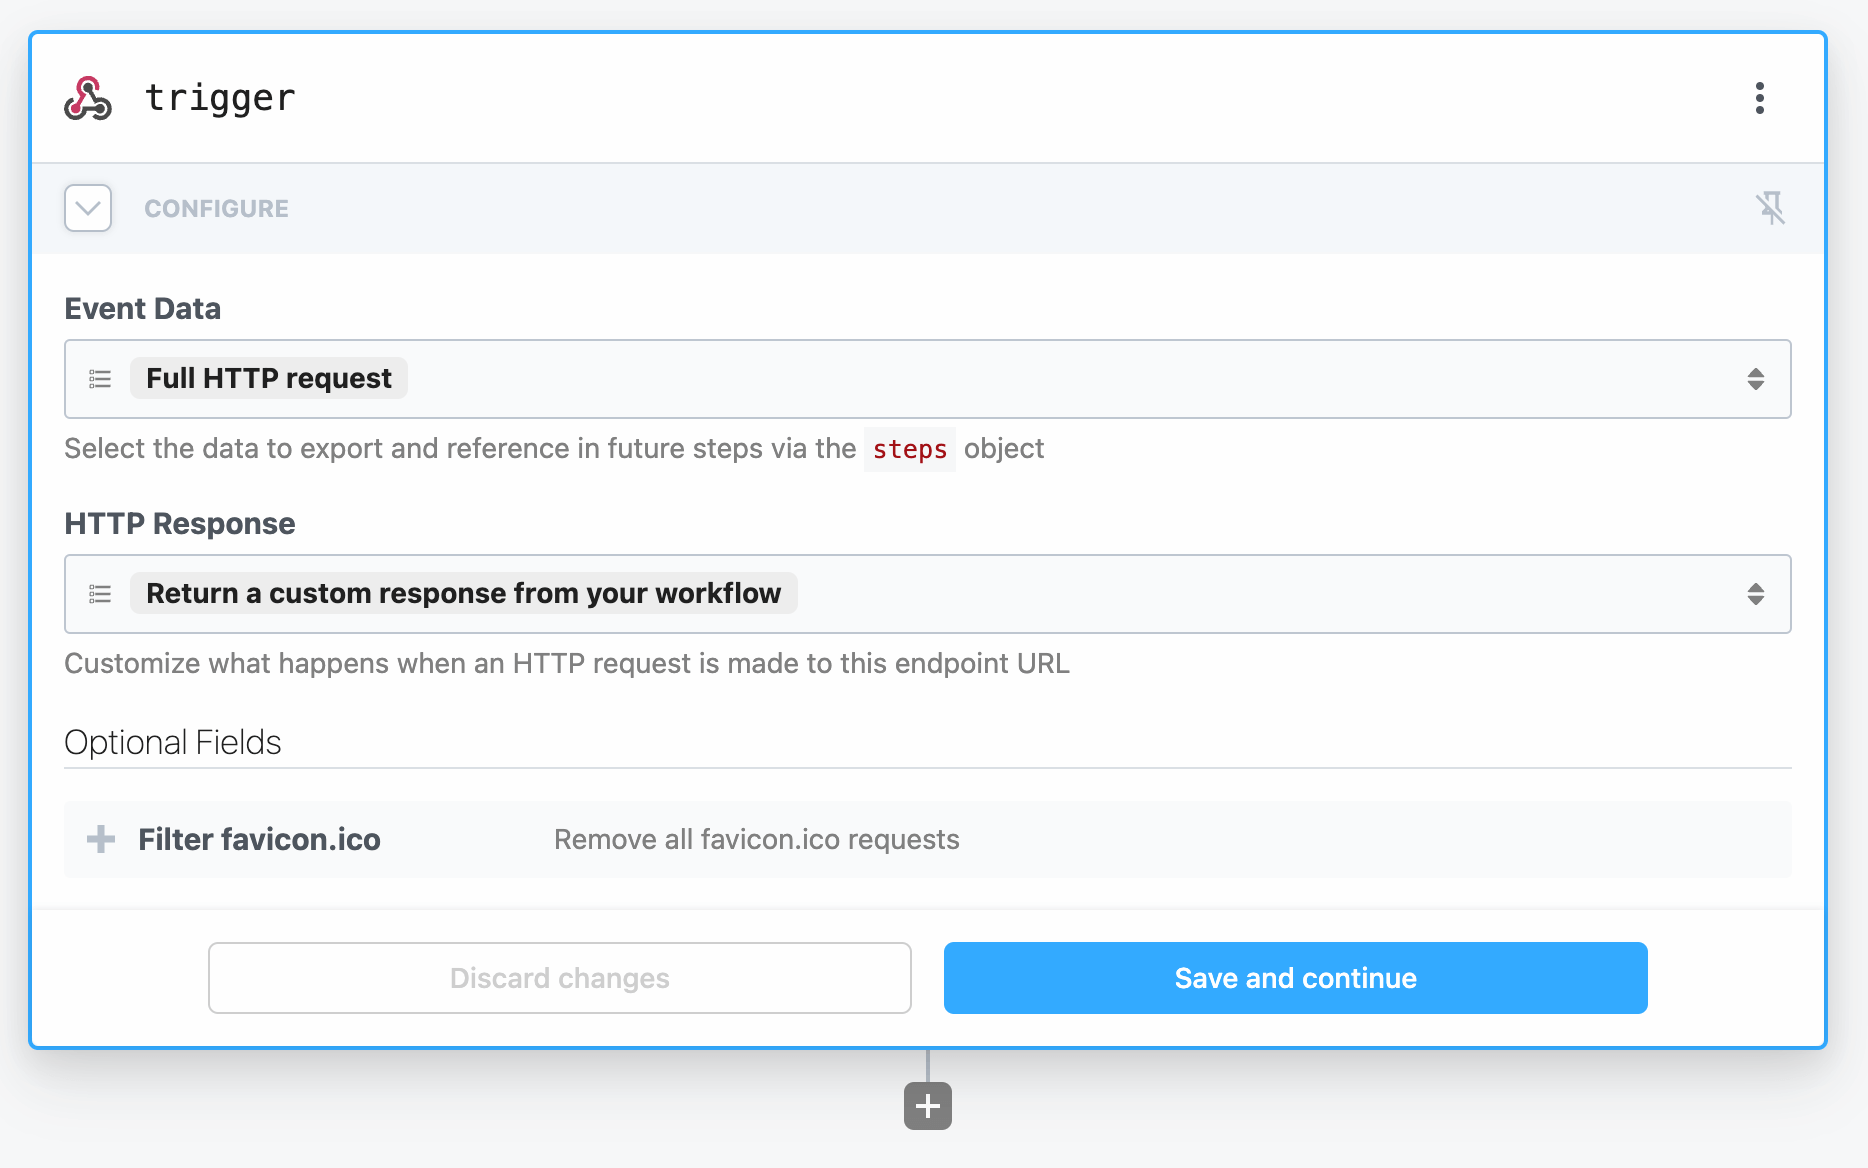 trigger
CONFIGURE
Event Data
Full HTTP request
Select the data to export and reference in future steps via the steps object
HTTP Response
Return a custom response from your workflow
Customize what happens when an HTTP request is made to this endpoint URL
Optional Fields
Filter favicon.ico Remove all favicon.ico requests
Discard changes Save and continue